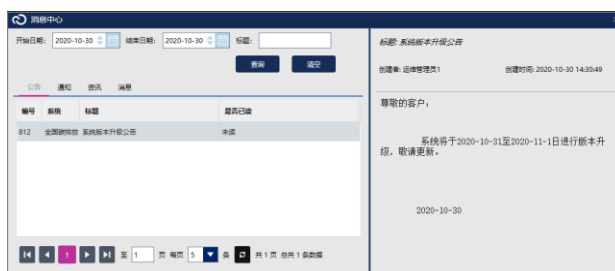 消息中心
开始日期: 2020-10-30 结束日期: 2020-10-30 标题:
查询 清空
公告 通知 资讯 消息
编号 系统 标题 是否已读
812 全国碳排放 系统版本升级公告 未读
1 至 1 页 每页 5 条 共1页 总共1条数据
标题: 系统版本升级公告
创建者: 运维管理员1 创建时间: 2020-10-30 14:30:49
尊敬的客户,
系统将于2020-10-31至2020-11-1日进行版本升
级，敬请更新。
2020-10-30